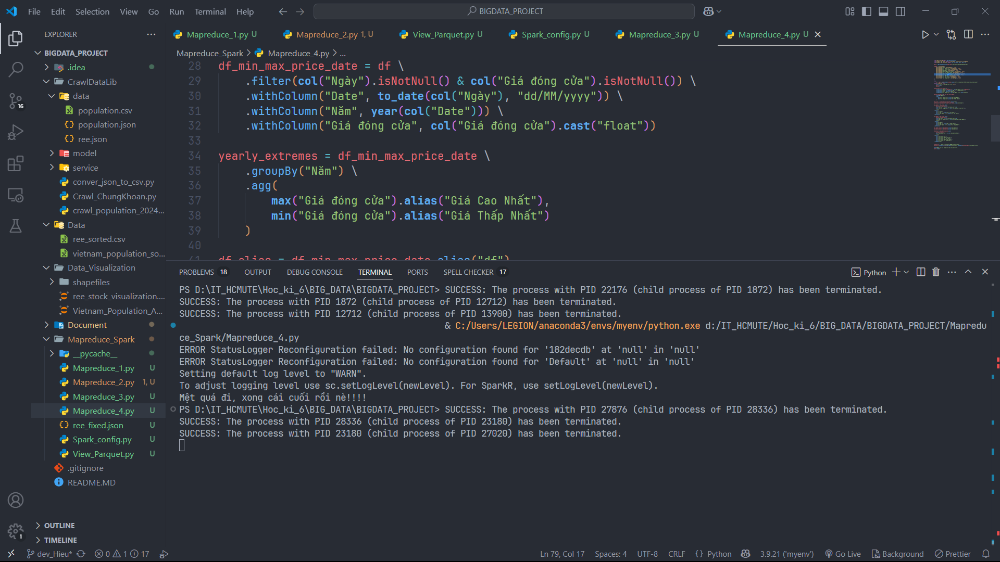 File Edit Selection View Go Run Terminal Help
BIGDATA_PROJECT
EXPLORER
BIGDATA_PROJECT
.idea
CrawlDataLib
data
population.csv
population.json
ree.json
model
service
conver_json_to_csv.py
Crawl_ChungKhoan.py
crawl_population_2024...
Data
ree_sorted.csv
vietnam_population_so...
Data_Visualization
shapefiles
ree_stock_visualization....
Vietnam_Population_A...
Document
Mapreduce_Spark
__pycache__
Mapreduce_1.py U
Mapreduce_2.py 1, U
Mapreduce_3.py U
Mapreduce_4.py U
ree_fixed.json U
Spark_config.py U
View_Parquet.py U
.gitignore
README.MD
OUTLINE
TIMELINE
16
1
Mapreduce_1.py U Mapreduce_2.py 1, U View_Parquet.py U Spark_config.py U Mapreduce_3.py U Mapreduce_4.py U
Mapreduce_Spark > Mapreduce_4.py > ...
28 df_min_max_price_date = df \
29 .filter(col("Ngày").isNotNull() & col("Giá đóng cửa").isNotNull()) \
30 .withColumn("Date", to_date(col("Ngày"), "dd/MM/yyyy")) \
31 .withColumn("Năm", year(col("Date"))) \
32 .withColumn("Giá đóng cửa", col("Giá đóng cửa").cast("float"))
33
34 yearly_extremes = df_min_max_price_date \
35 .groupBy("Năm") \
36 .agg(
37 max("Giá đóng cửa").alias("Giá Cao Nhất"),
38 min("Giá đóng cửa").alias("Giá Thấp Nhất")
39 )
40
41 df_alias = df_min_max_price_date.alias("df")
PROBLEMS 18 OUTPUT DEBUG CONSOLE TERMINAL PORTS SPELL CHECKER 17
Python
PS D:\IT_HCMUTE\Hoc_ki_6\BIG_DATA\BIGDATA_PROJECT> SUCCESS: The process with PID 22176 (child process of PID 1872) has been terminated.
SUCCESS: The process with PID 1872 (child process of PID 12712) has been terminated.
SUCCESS: The process with PID 12712 (child process of PID 13900) has been terminated.
& C:/Users/LEGION/anaconda3/envs/myenv/python.exe d:/IT_HCMUTE/Hoc_ki_6/BIG_DATA/BIGDATA_PROJECT/Mapredu
ce_Spark/Mapreduce_4.py
ERROR StatusLogger Reconfiguration failed: No configuration found for '182decdb' at 'null' in 'null'
ERROR StatusLogger Reconfiguration failed: No configuration found for 'Default' at 'null' in 'null'
Setting default log level to "WARN".
To adjust logging level use sc.setLogLevel(newLevel). For SparkR, use setLogLevel(newLevel).
Mệt quá đi, xong cái cuối rồi nè!!!!
PS D:\IT_HCMUTE\Hoc_ki_6\BIG_DATA\BIGDATA_PROJECT> SUCCESS: The process with PID 27876 (child process of PID 28336) has been terminated.
SUCCESS: The process with PID 28336 (child process of PID 23180) has been terminated.
SUCCESS: The process with PID 23180 (child process of PID 27020) has been terminated.
dev_Hieu* 0 1 17 Ln 79, Col 17 Spaces: 4 UTF-8 CRLF {} Python 3.9.21 ('myenv') Go Live Background Prettier